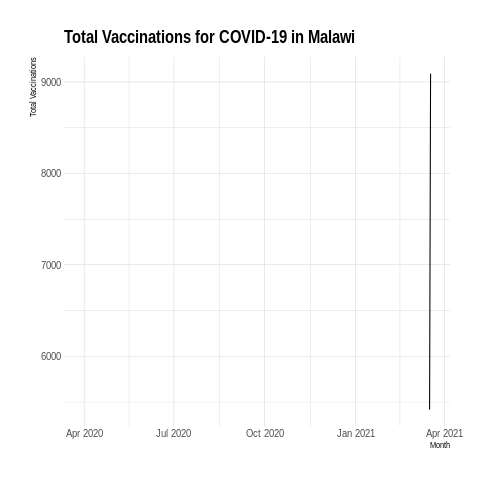 Total Vaccinations for COVID-19 in Malawi
Total Vaccinations
9000
8000
7000
6000
Apr 2020 Jul 2020 Oct 2020 Jan 2021 Apr 2021
Month